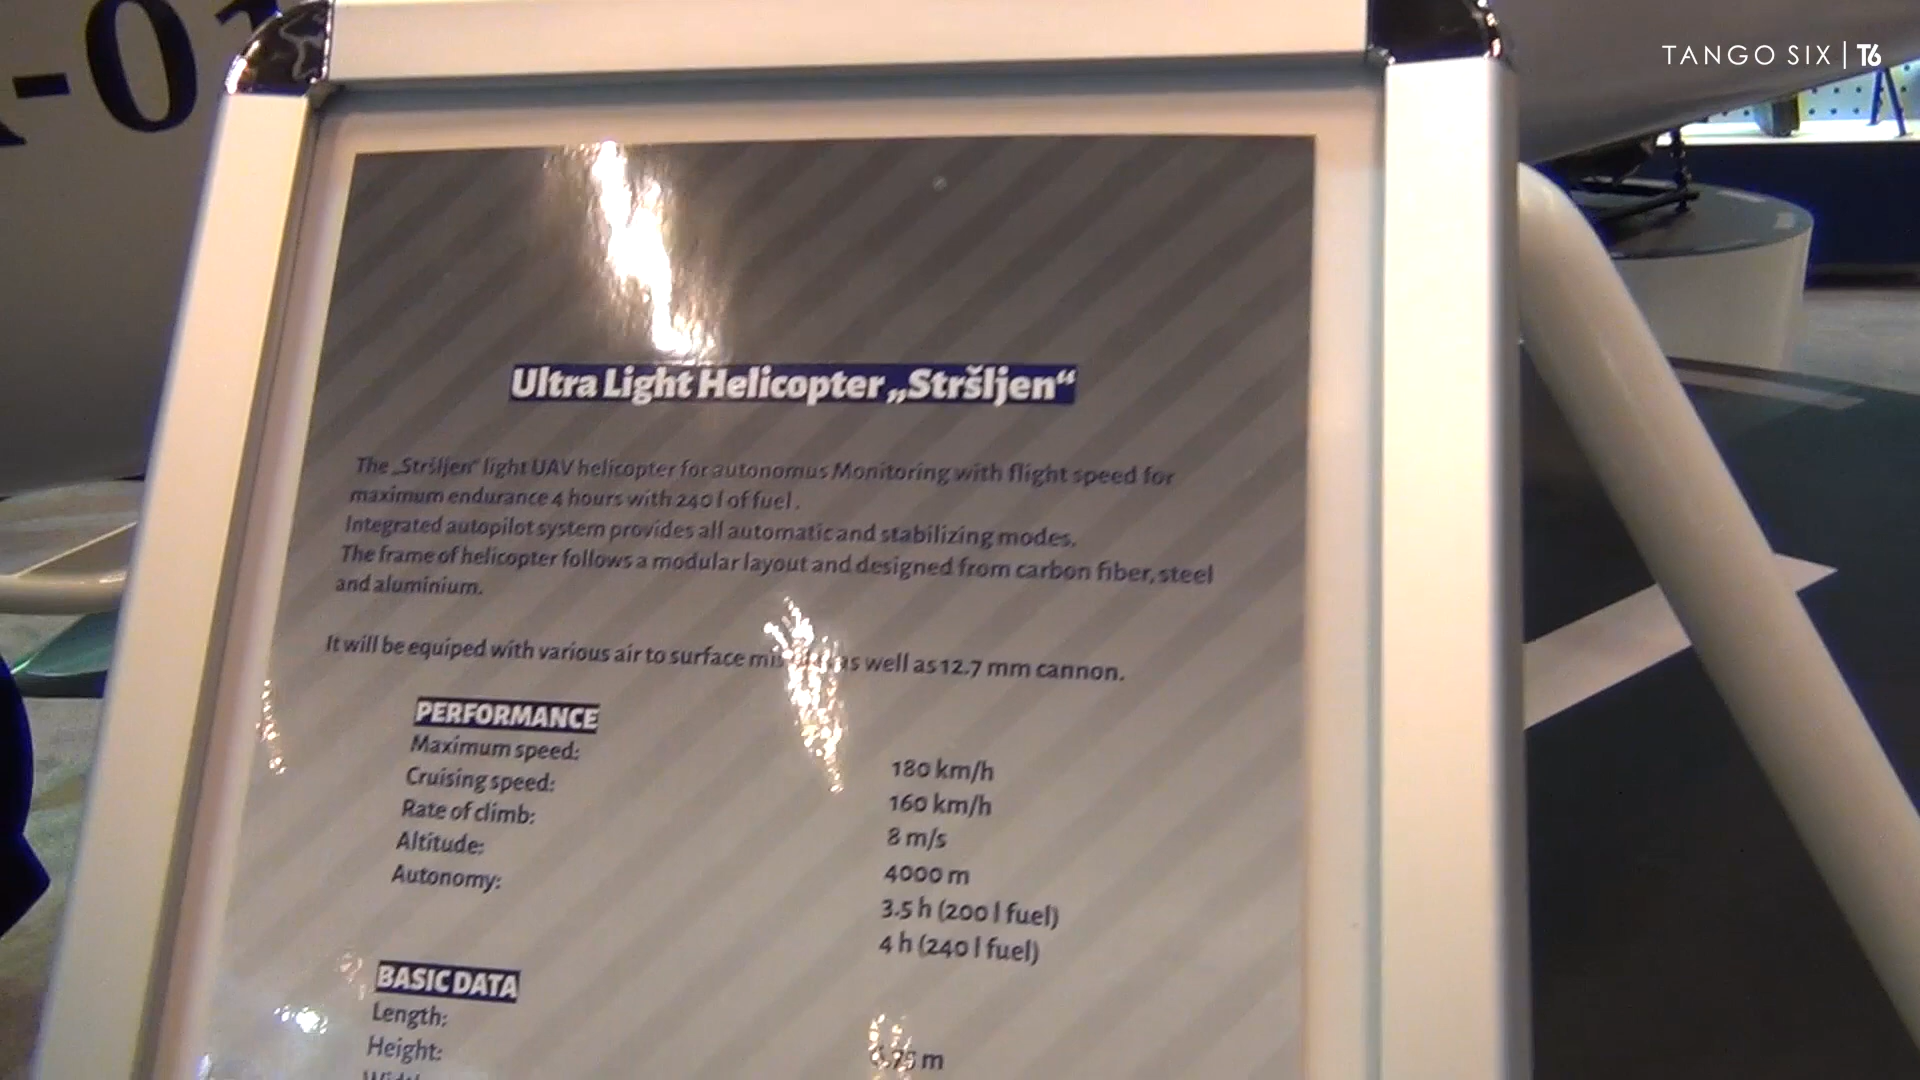 -01
TANGO SIX | T6
Ultra Light Helicopter „Stršljen“
The „Stršljen“ light UAV helicopter for autonomus Monitoring with flight speed for
maximum endurance 4 hours with 240 l of fuel.
Integrated autopilot system provides all automatic and stabilizing modes.
The frame of helicopter follows a modular layout and designed from carbon fiber, steel
and aluminium.
It will be equiped with various air to surface as well as 12.7 mm cannon.
PERFORMANCE
Maximum speed: 180 km/h
Cruising speed: 160 km/h
Rate of climb: 8 m/s
Altitude: 4000 m
Autonomy: 3.5 h (200 l fuel)
4 h (240 l fuel)
BASIC DATA
Length: m
Height: